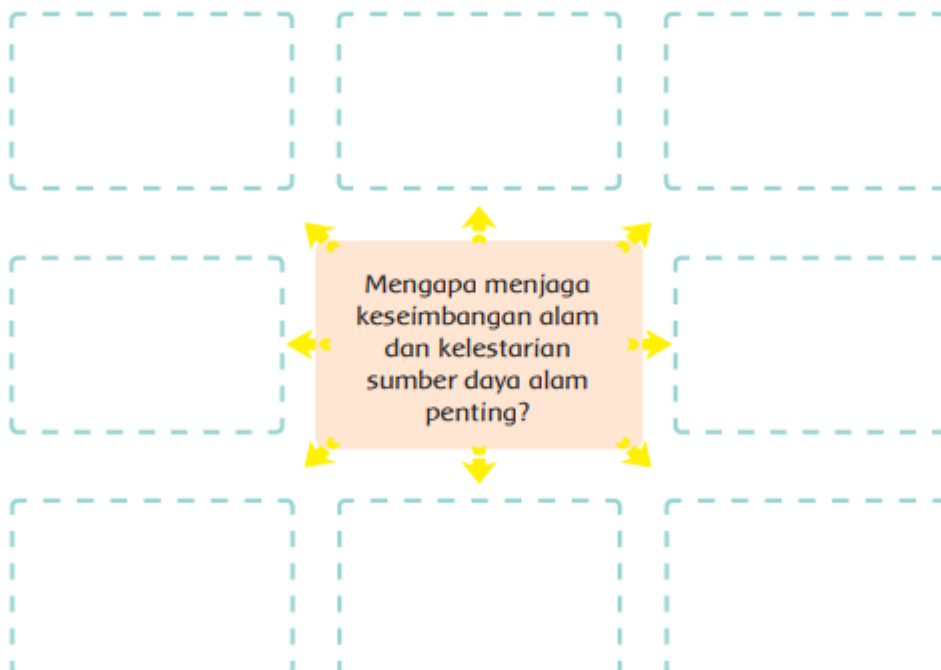 Mengapa menjaga
keseimbangan alam
dan kelestarian
sumber daya alam
penting?